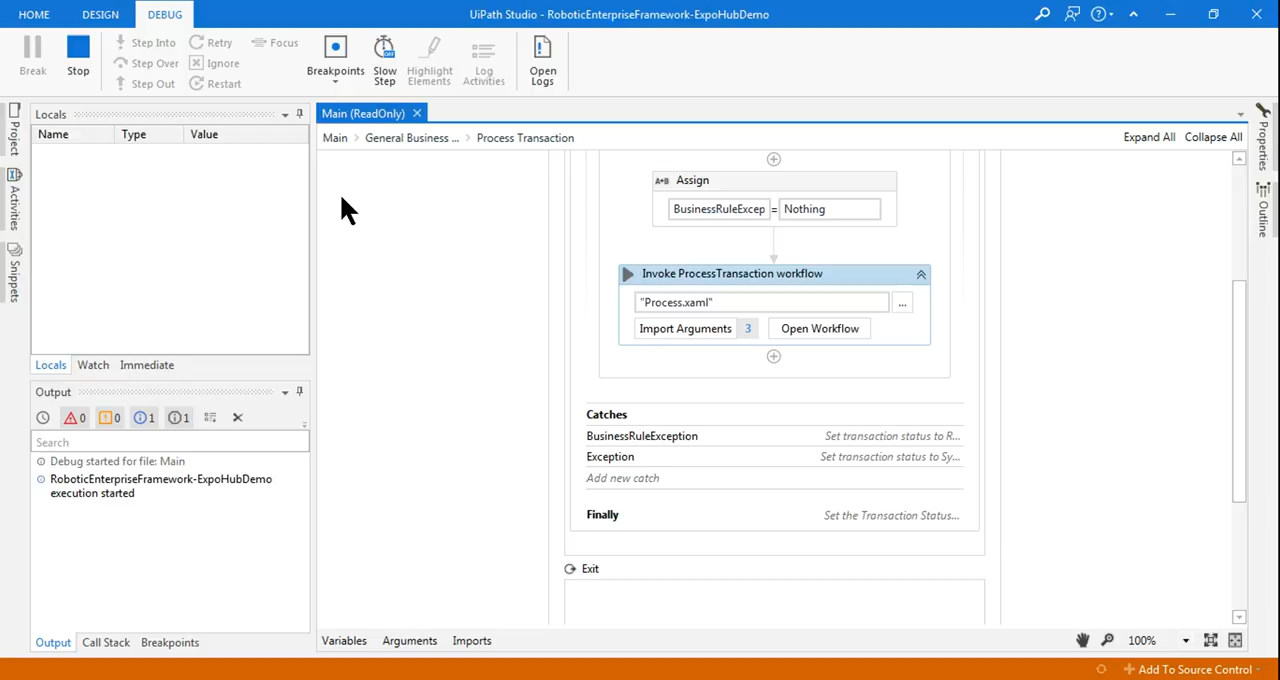 HOME DESIGN DEBUG UiPath Studio - RoboticEnterpriseFramework-ExpoHubDemo
Break
Stop
Step Into
Step Over
Step Out
Retry
Ignore
Restart
Focus
Breakpoints
Slow
Step
Highlight
Elements
Log
Activities
Open
Logs
Project
Activities
Snippets
Locals
Name Type Value
Locals Watch Immediate
Output
0 0 1 1
Search
Debug started for file: Main
RoboticEnterpriseFramework-ExpoHubDemo
execution started
Output Call Stack Breakpoints
Main (ReadOnly)
Main > General Business ... > Process Transaction
Expand All Collapse All
A+B Assign
BusinessRuleExcep = Nothing
Invoke ProcessTransaction workflow
"Process.xaml" ...
Import Arguments 3 Open Workflow
Catches
BusinessRuleException Set transaction status to R...
Exception Set transaction status to Sy...
Add new catch
Finally Set the Transaction Status...
Exit
Variables Arguments Imports
100%
Properties
Outline
Add To Source Control